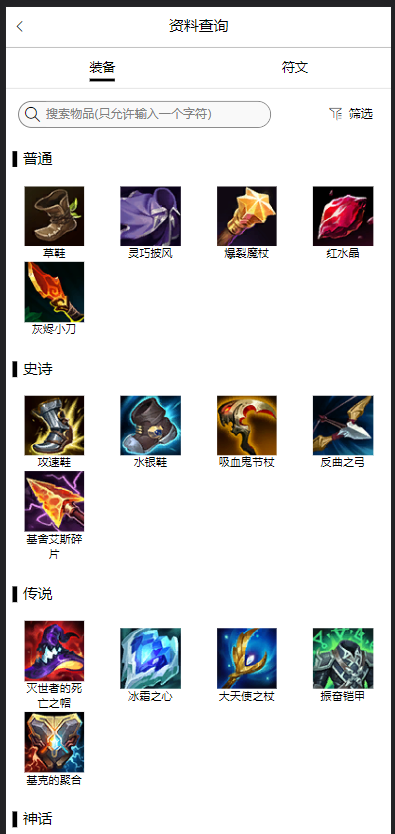 资料查询
装备
符文
搜索物品(只允许输入一个字符)
筛选
普通
草鞋
灵巧披风
爆裂魔杖
红水晶
灰烬小刀
史诗
攻速鞋
水银鞋
吸血鬼节杖
反曲之弓
基舍艾斯碎
片
传说
灭世者的死
亡之帽
冰霜之心
大天使之杖
振奋铠甲
基克的聚合
神话